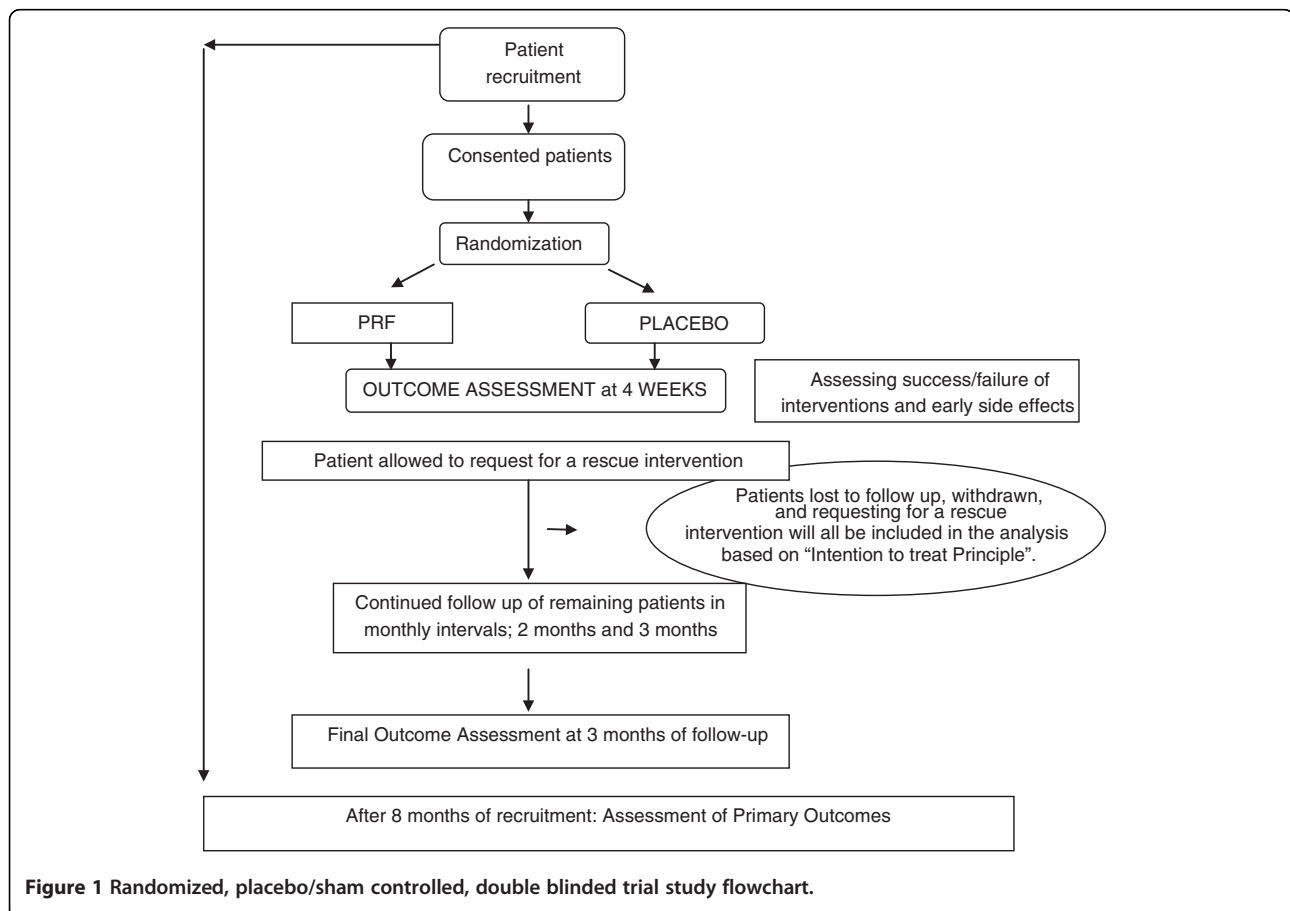 Patient
recruitment
Consented patients
Randomization
PRF
PLACEBO
OUTCOME ASSESSMENT at 4 WEEKS
Assessing success/failure of
interventions and early side effects
Patient allowed to request for a rescue intervention
Patients lost to follow up, withdrawn,
and requesting for a rescue
intervention will all be included in the analysis
based on “Intention to treat Principle”.
Continued follow up of remaining patients in
monthly intervals; 2 months and 3 months
Final Outcome Assessment at 3 months of follow-up
After 8 months of recruitment: Assessment of Primary Outcomes
Figure 1 Randomized, placebo/sham controlled, double blinded trial study flowchart.